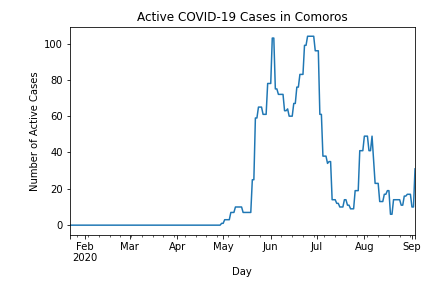 Active COVID-19 Cases in Comoros
Number of Active Cases
100
80
60
40
20
0
Feb Mar Apr May Jun Jul Aug Sep
2020
Day